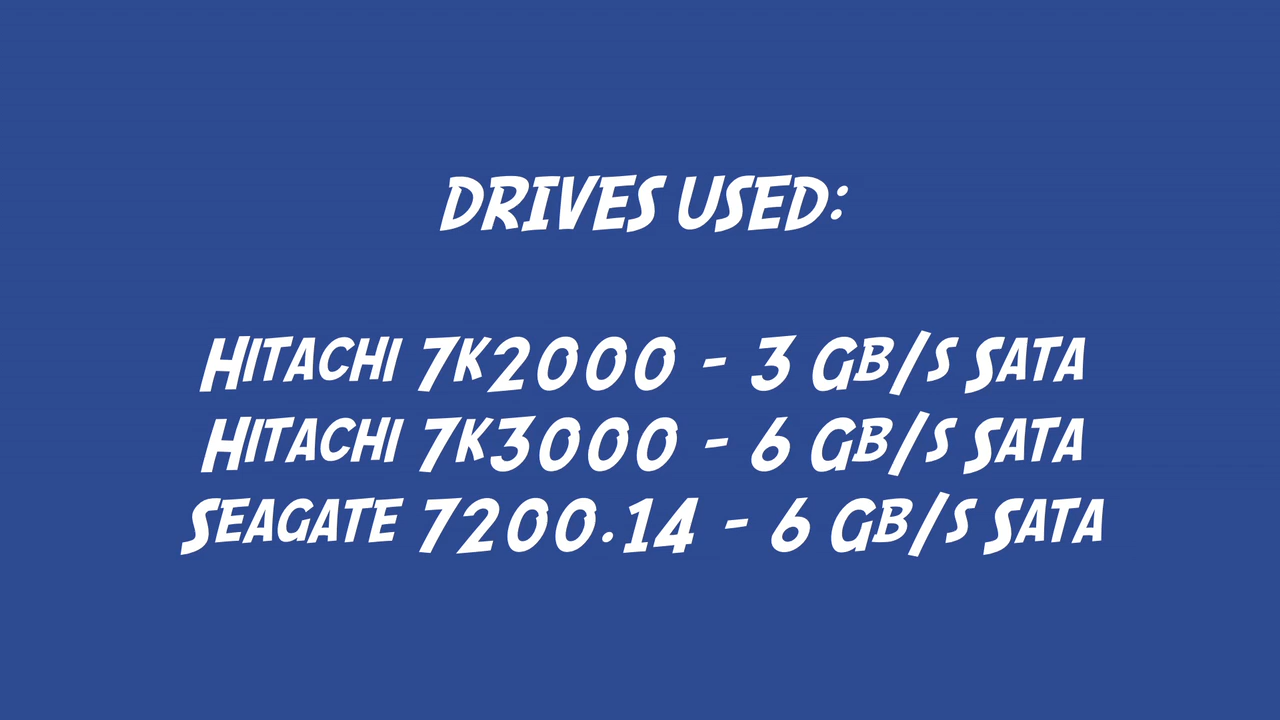 DRIVES USED:
HITACHI 7K2000 - 3 GB/S SATA
HITACHI 7K3000 - 6 GB/S SATA
SEAGATE 7200.14 - 6 GB/S SATA